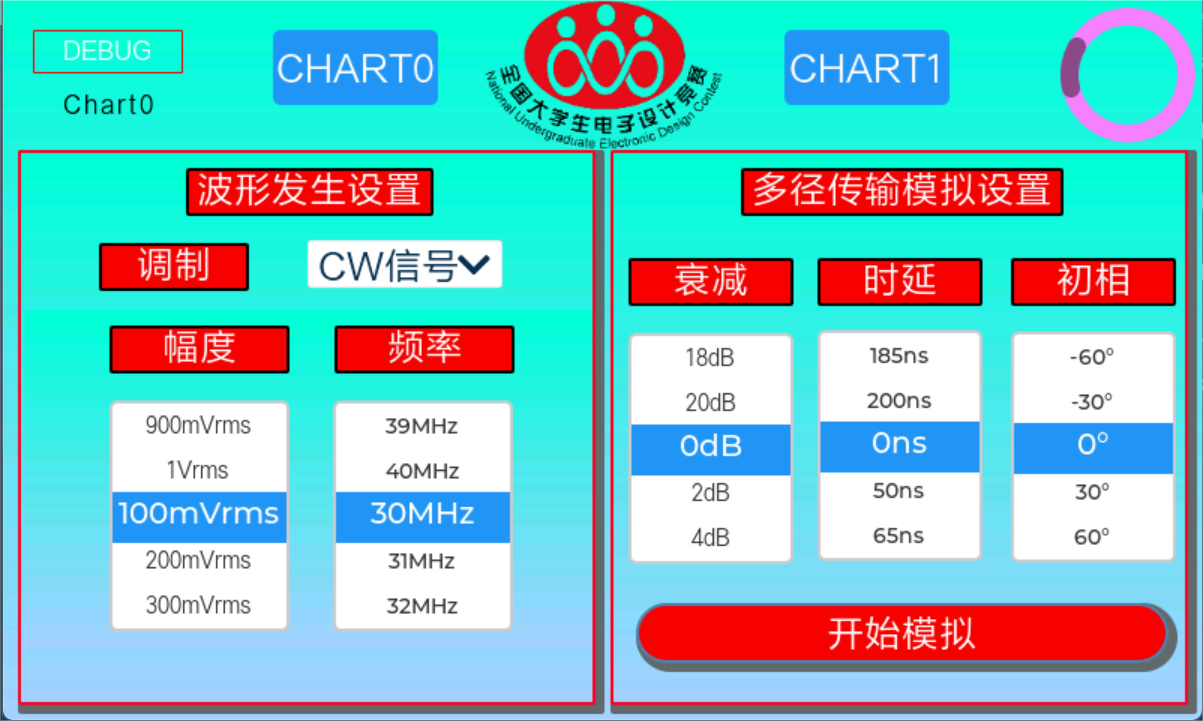 DEBUG
Chart0
CHART0
全国大学生电子设计竞赛
National Undergraduate Electronic Design Contest
CHART1
波形发生设置
调制
CW信号
幅度
频率
900mVrms
1Vrms
100mVrms
200mVrms
300mVrms
39MHz
40MHz
30MHz
31MHz
32MHz
多径传输模拟设置
衰减
时延
初相
18dB
20dB
0dB
2dB
4dB
185ns
200ns
0ns
50ns
65ns
-60°
-30°
0°
30°
60°
开始模拟